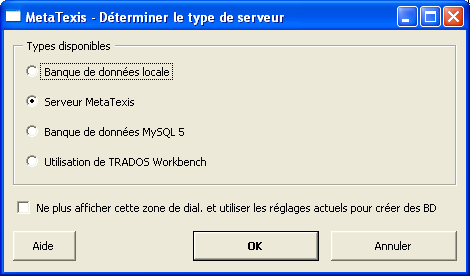 MetaTexis - Déterminer le type de serveur
Types disponibles
Banque de données locale
Serveur MetaTexis
Banque de données MySQL 5
Utilisation de TRADOS Workbench
Ne plus afficher cette zone de dial. et utiliser les réglages actuels pour créer des BD
Aide
OK
Annuler